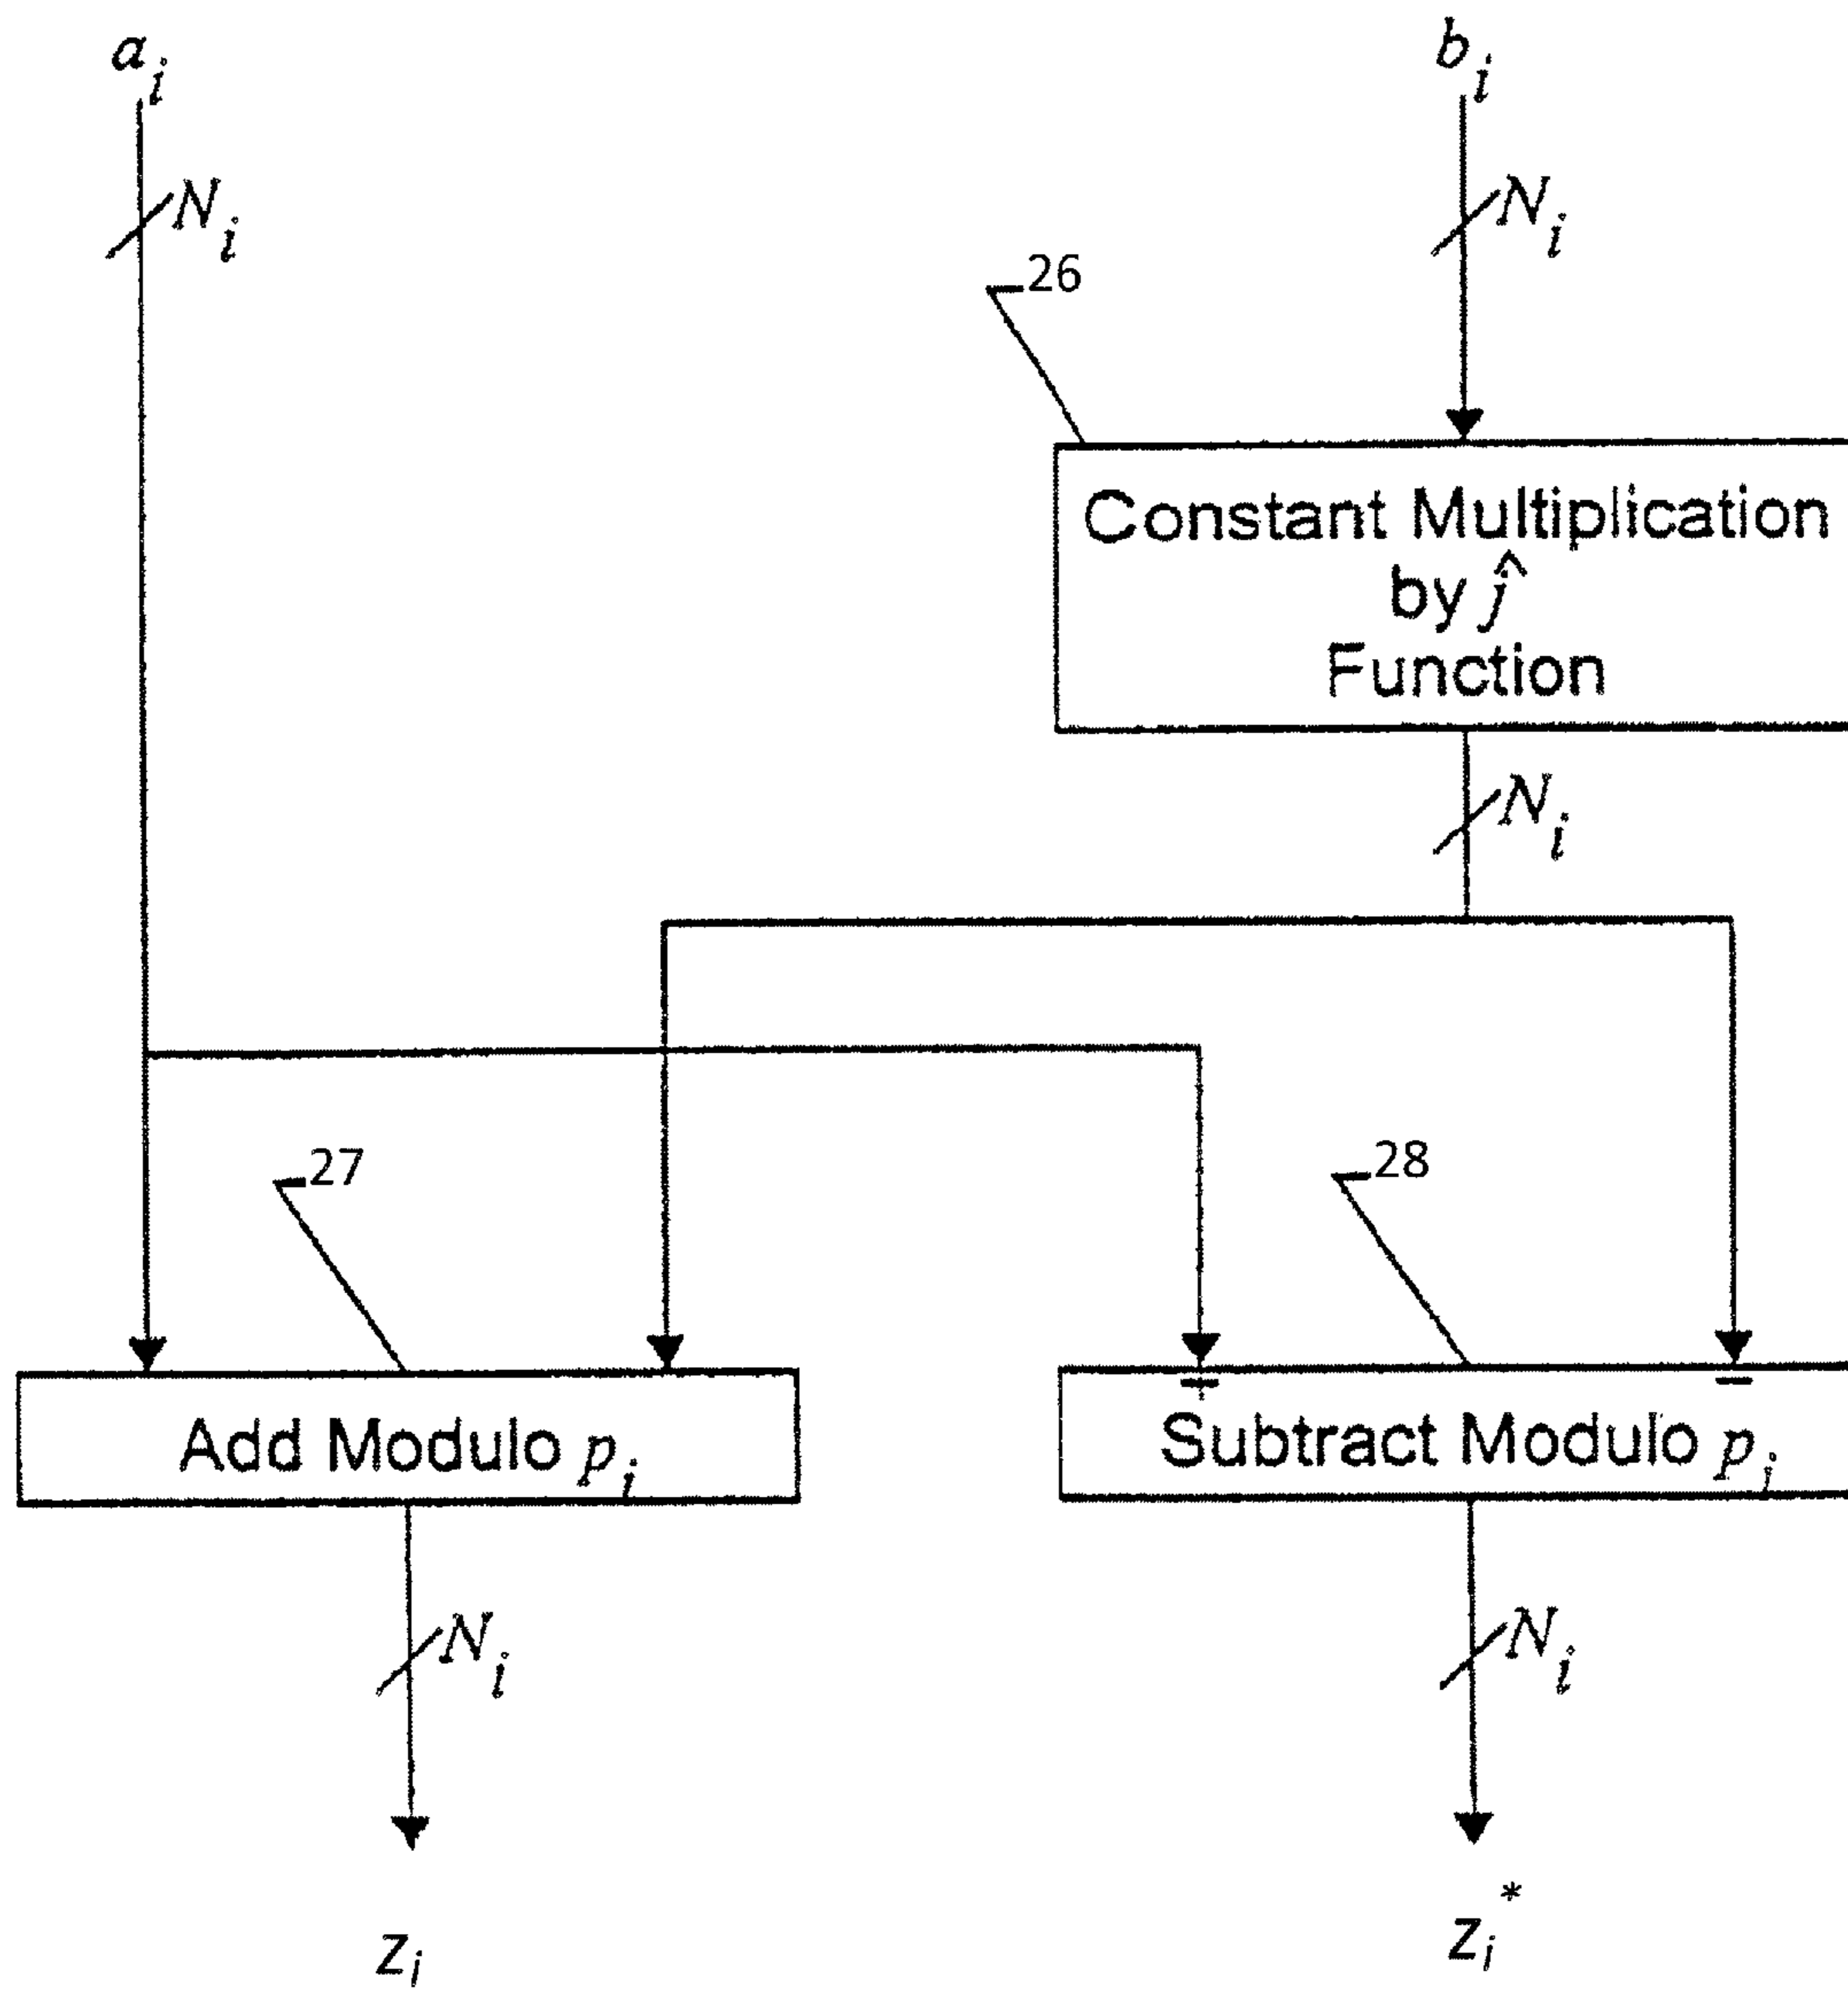 a_i b_i
N_i N_i
26
Constant Multiplication
by ĵ
Function
N_i
27 28
+ −
Add Modulo p_i Subtract Modulo p_i
N_i N_i
z_i z_i^*